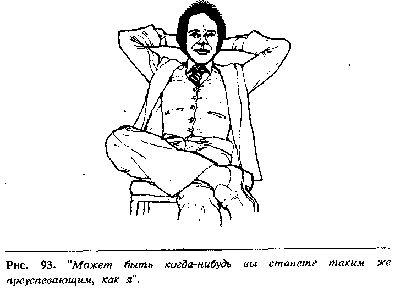 Рис. 93. "Может быть когда-нибудь вы станете таким же
преуспевающим, как я".